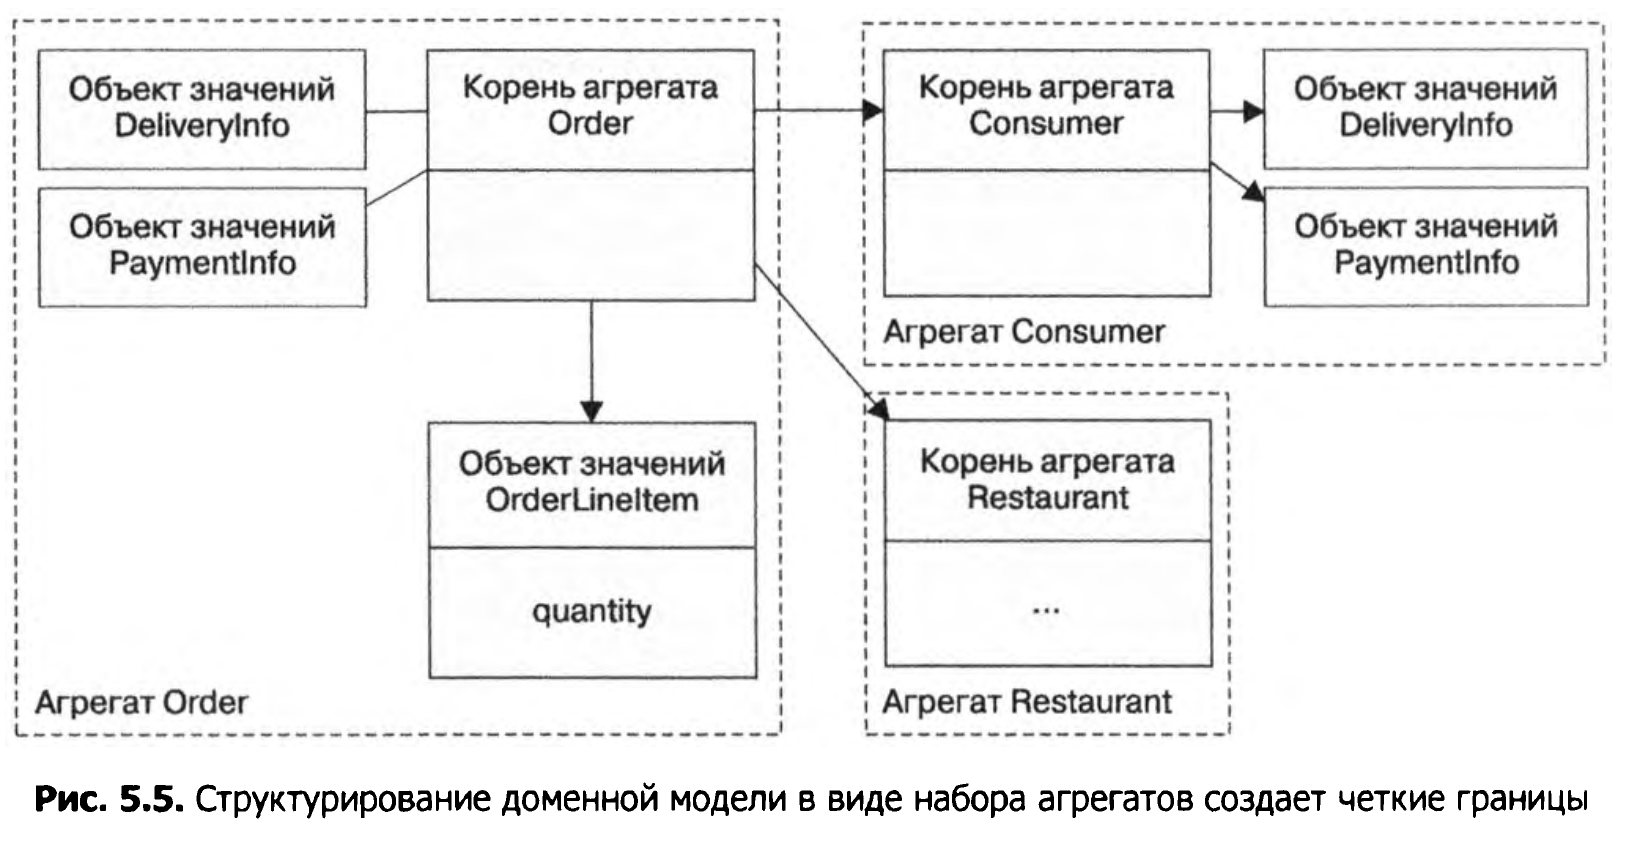 Объект значений
DeliveryInfo
Объект значений
PaymentInfo
Корень агрегата
Order
Объект значений
OrderLineItem
quantity
Агрегат Order
Корень агрегата
Consumer
Объект значений
DeliveryInfo
Объект значений
PaymentInfo
Агрегат Consumer
Корень агрегата
Restaurant
...
Агрегат Restaurant
Рис. 5.5. Структурирование доменной модели в виде набора агрегатов создает четкие границы